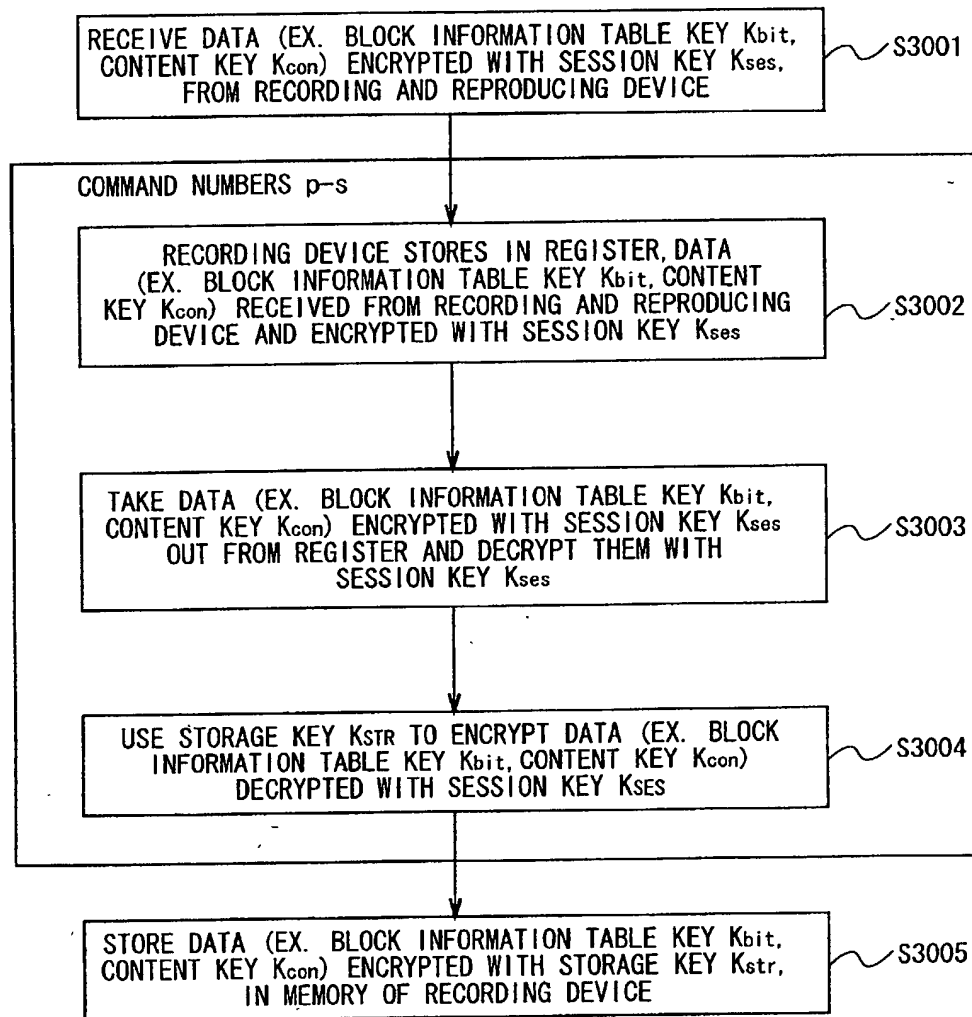 RECEIVE DATA (EX. BLOCK INFORMATION TABLE KEY Kbit,
CONTENT KEY Kcon) ENCRYPTED WITH SESSION KEY Kses,
FROM RECORDING AND REPRODUCING DEVICE
S3001
COMMAND NUMBERS p-s
RECORDING DEVICE STORES IN REGISTER, DATA
(EX. BLOCK INFORMATION TABLE KEY Kbit, CONTENT
KEY Kcon) RECEIVED FROM RECORDING AND REPRODUCING
DEVICE AND ENCRYPTED WITH SESSION KEY Kses
S3002
TAKE DATA (EX. BLOCK INFORMATION TABLE KEY Kbit,
CONTENT KEY Kcon) ENCRYPTED WITH SESSION KEY Kses
OUT FROM REGISTER AND DECRYPT THEM WITH
SESSION KEY Kses
S3003
USE STORAGE KEY KSTR TO ENCRYPT DATA (EX. BLOCK
INFORMATION TABLE KEY Kbit, CONTENT KEY Kcon)
DECRYPTED WITH SESSION KEY KSES
S3004
STORE DATA (EX. BLOCK INFORMATION TABLE KEY Kbit,
CONTENT KEY Kcon) ENCRYPTED WITH STORAGE KEY Kstr,
IN MEMORY OF RECORDING DEVICE
S3005